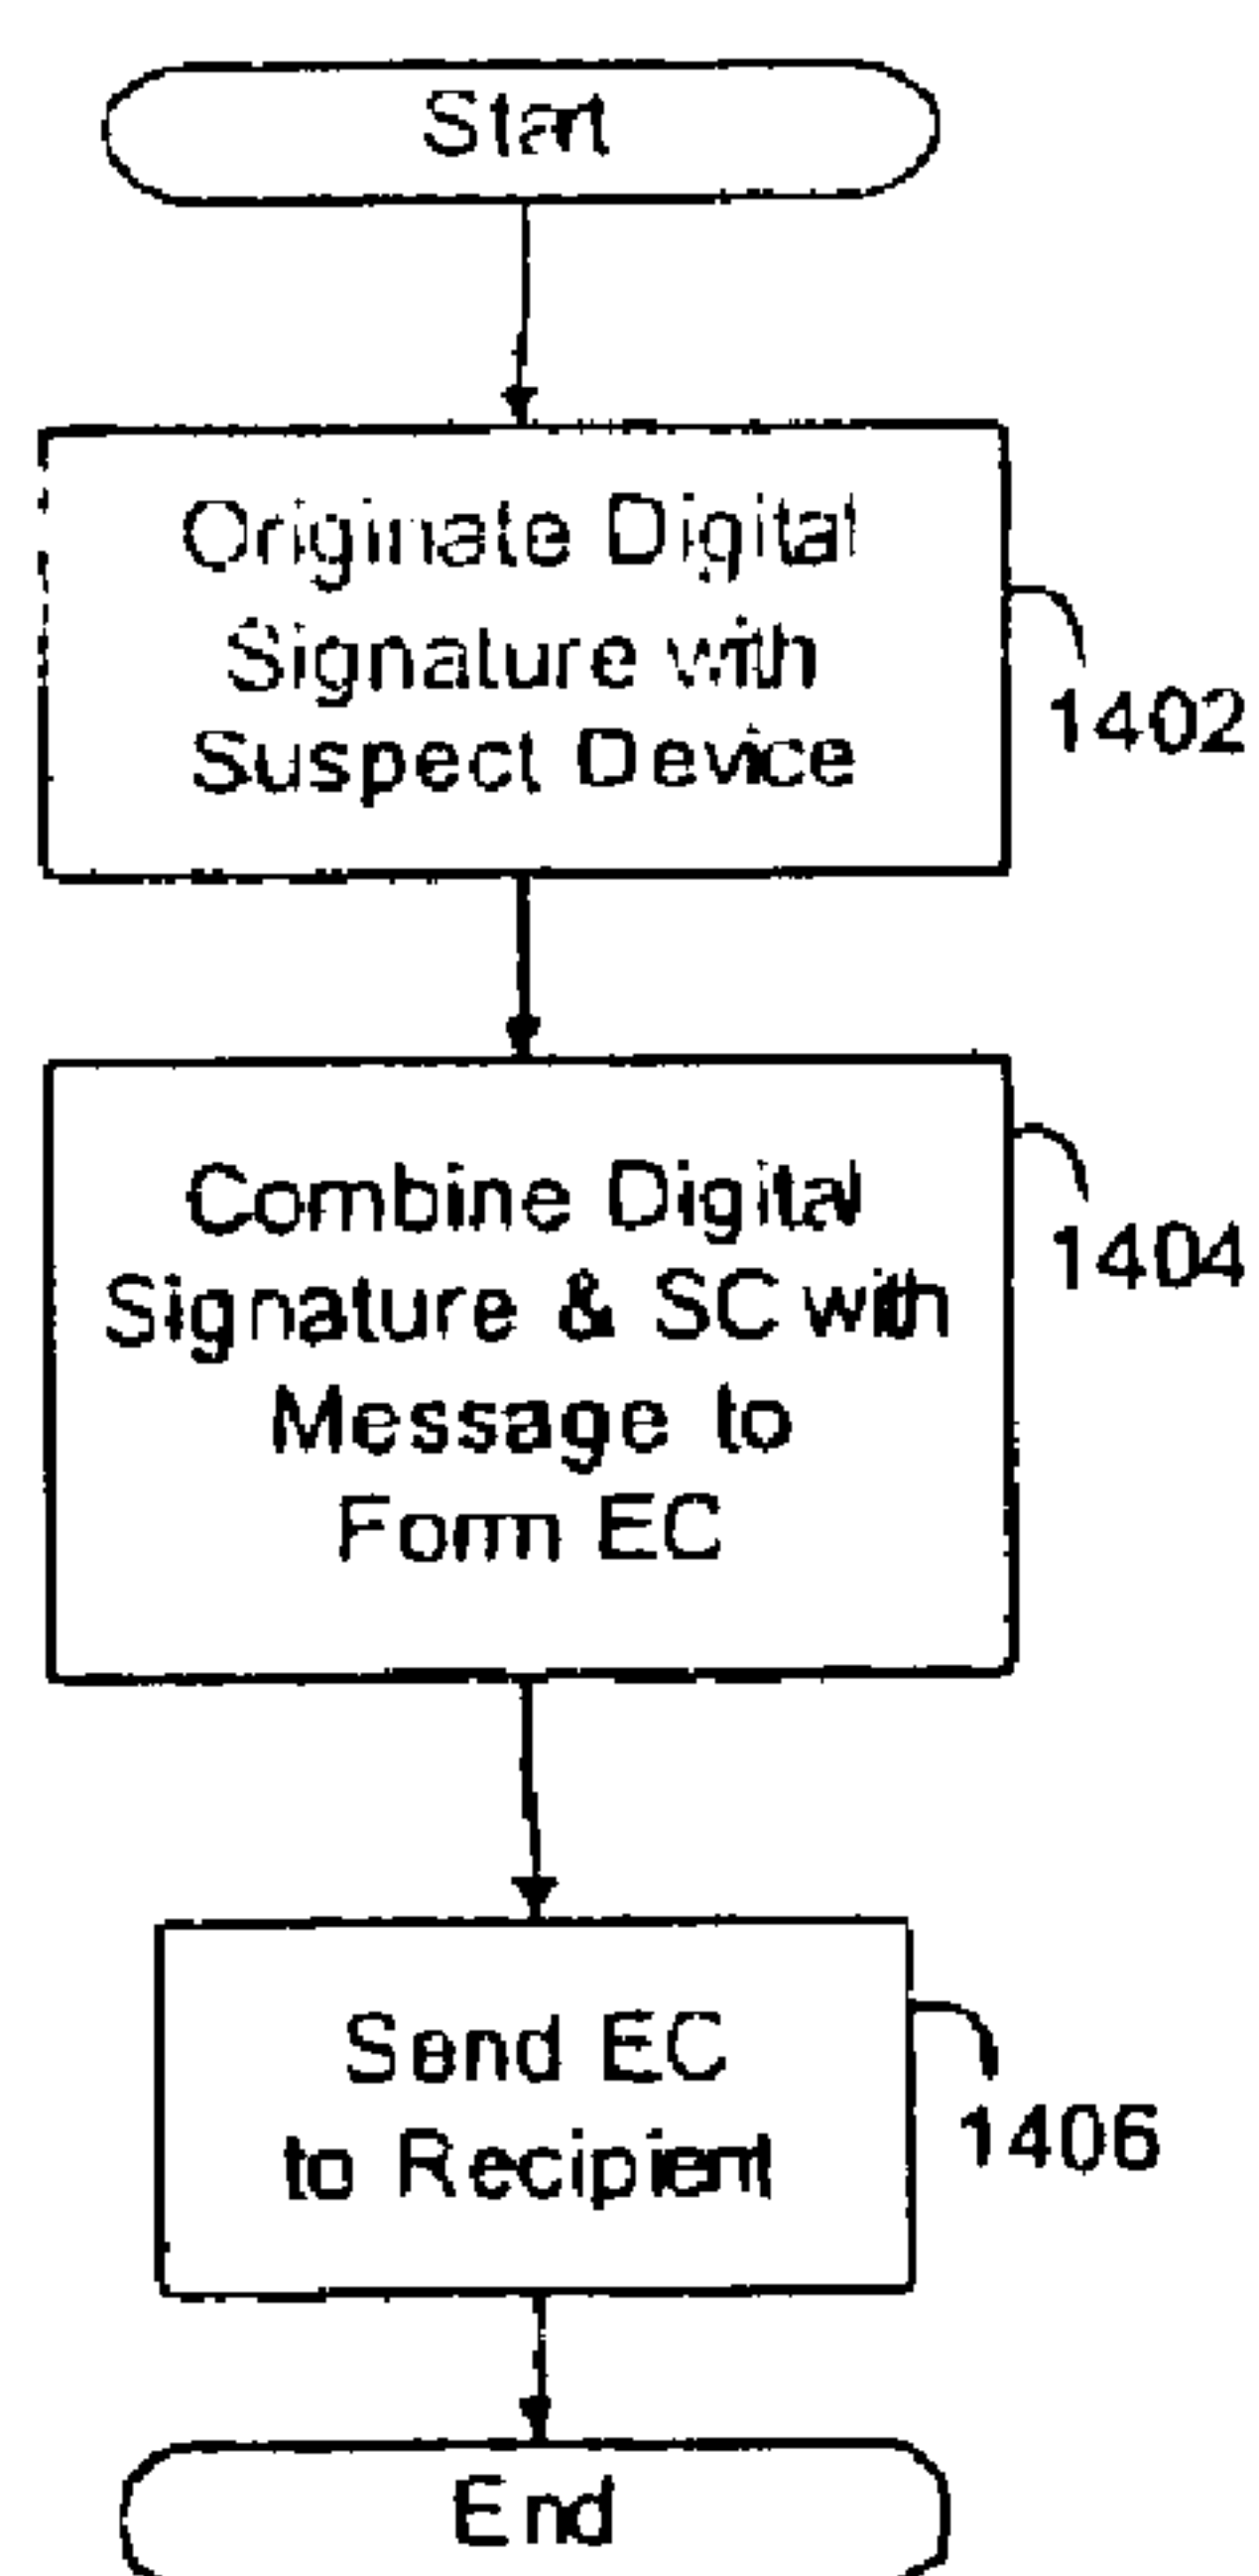 Start
Originate Digital
Signature with
Suspect Device
1402
Combine Digital
Signature & SC with
Message to
Form EC
1404
Send EC
to Recipient
1406
End